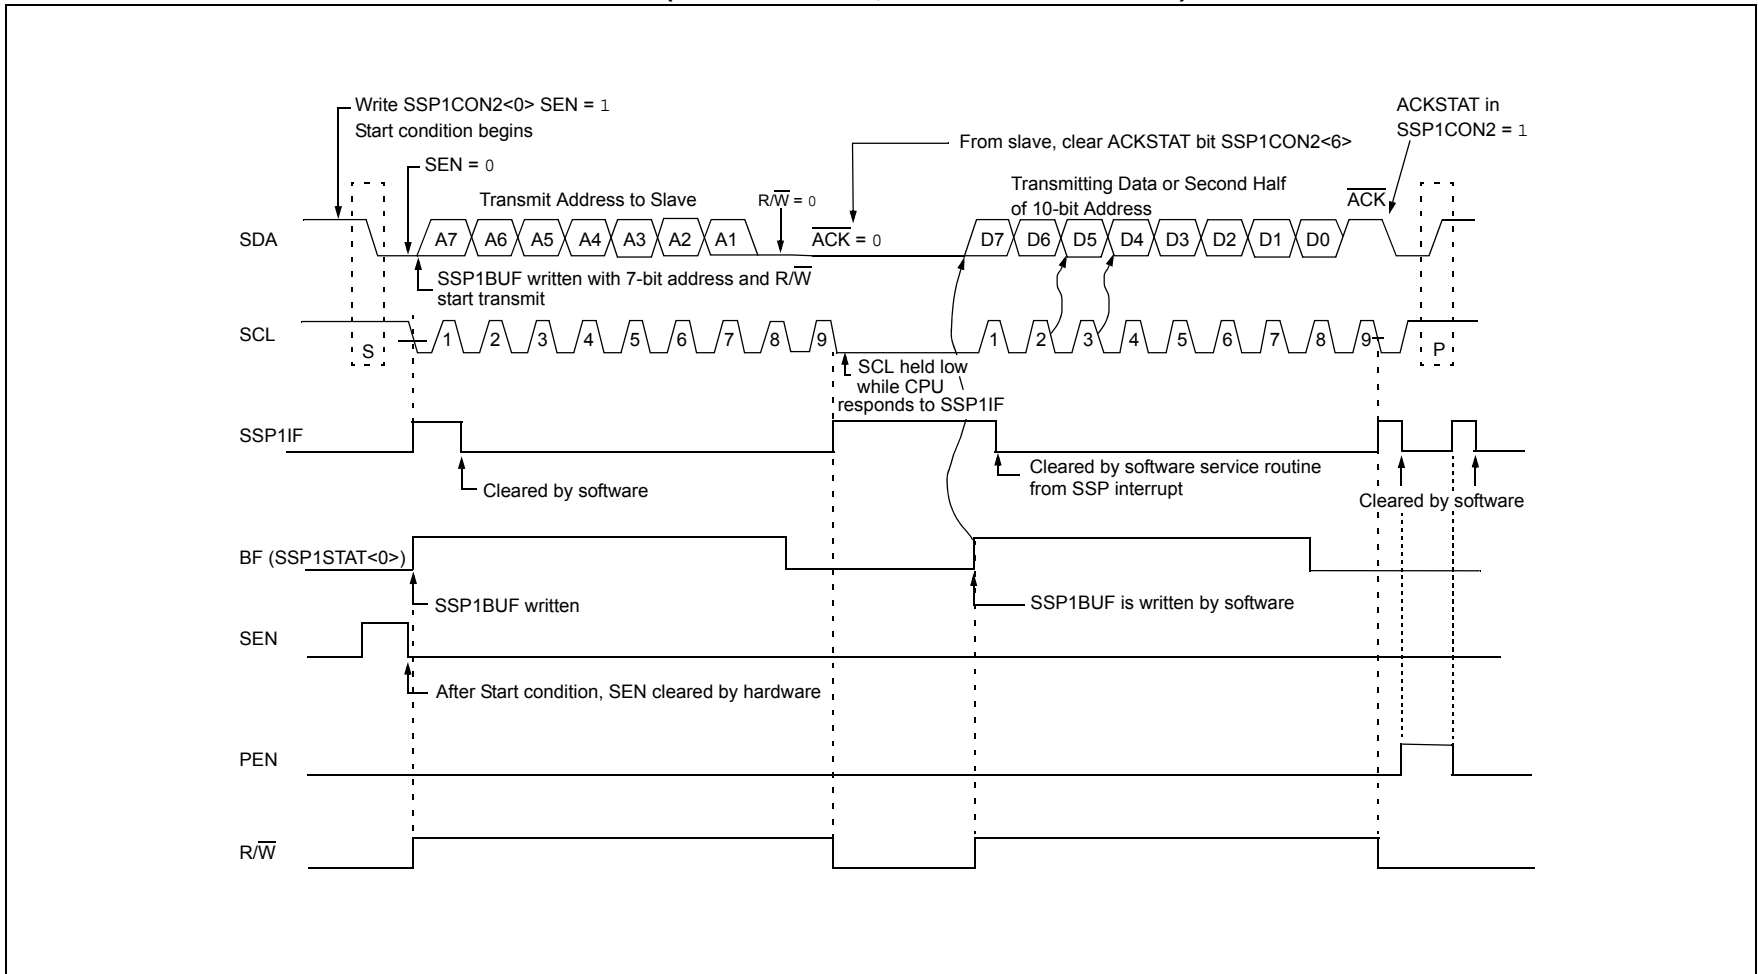 Write SSP1CON2<0> SEN = 1
Start condition begins
ACKSTAT in
SSP1CON2 = 1
From slave, clear ACKSTAT bit SSP1CON2<6>
SEN = 0
Transmit Address to Slave
R/W = 0
Transmitting Data or Second Half
of 10-bit Address
ACK
SDA
A7 A6 A5 A4 A3 A2 A1
ACK = 0
D7 D6 D5 D4 D3 D2 D1 D0
SSP1BUF written with 7-bit address and R/W
start transmit
SCL
S
1 2 3 4 5 6 7 8 9
1 2 3 4 5 6 7 8 9
P
SCL held low
while CPU
responds to SSP1IF
SSP1IF
Cleared by software
Cleared by software service routine
from SSP interrupt
Cleared by software
BF (SSP1STAT<0>)
SSP1BUF written
SSP1BUF is written by software
SEN
After Start condition, SEN cleared by hardware
PEN
R/W